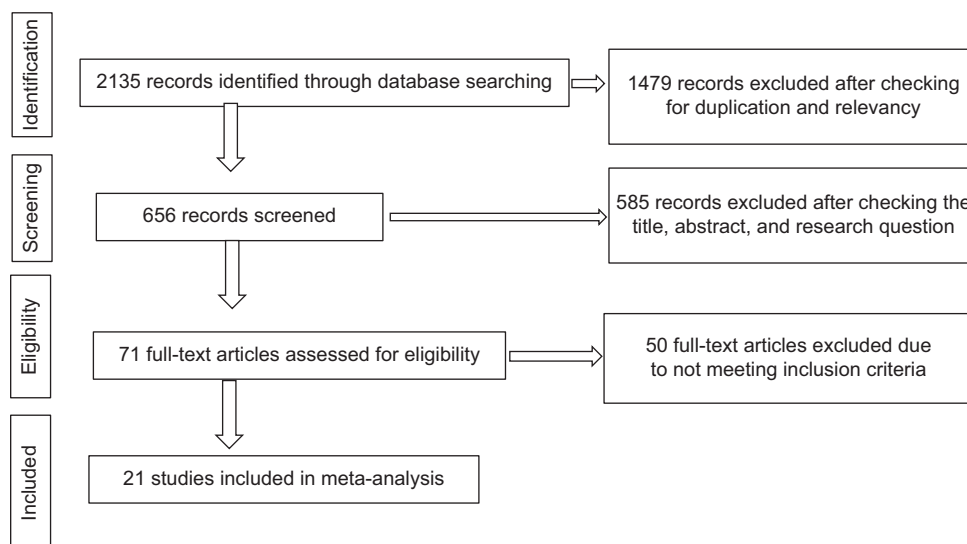 Identification
2135 records identified through database searching
1479 records excluded after checking
for duplication and relevancy
Screening
656 records screened
585 records excluded after checking the
title, abstract, and research question
Eligibility
71 full-text articles assessed for eligibility
50 full-text articles excluded due
to not meeting inclusion criteria
Included
21 studies included in meta-analysis